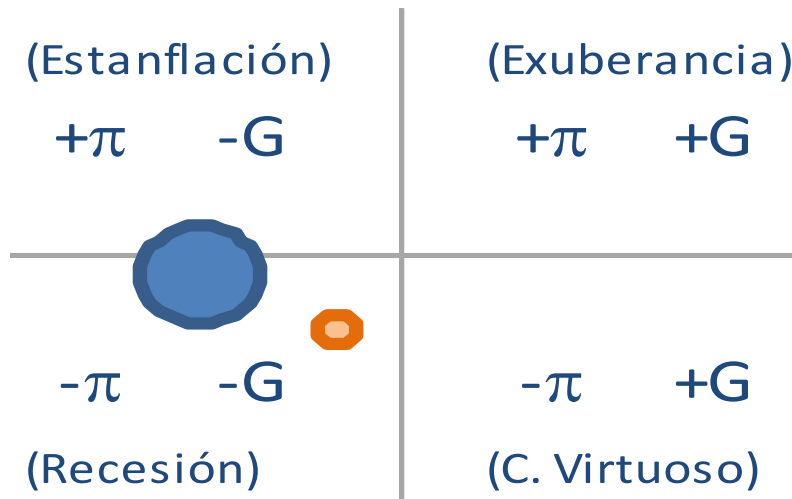 (Estanflación) (Exuberancia)
+π -G +π +G
-π -G -π +G
(Recesión) (C. Virtuoso)